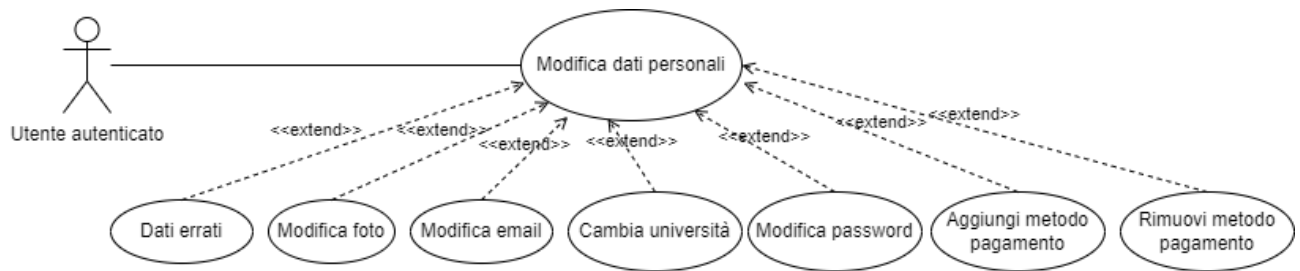 Modifica dati personali
Utente autenticato
<<extend>>
<<extend>>
<<extend>>
<<extend>>
<<extend>>
<<extend>>
<<extend>>
Dati errati
Modifica foto
Modifica email
Cambia università
Modifica password
Aggiungi metodo
pagamento
Rimuovi metodo
pagamento